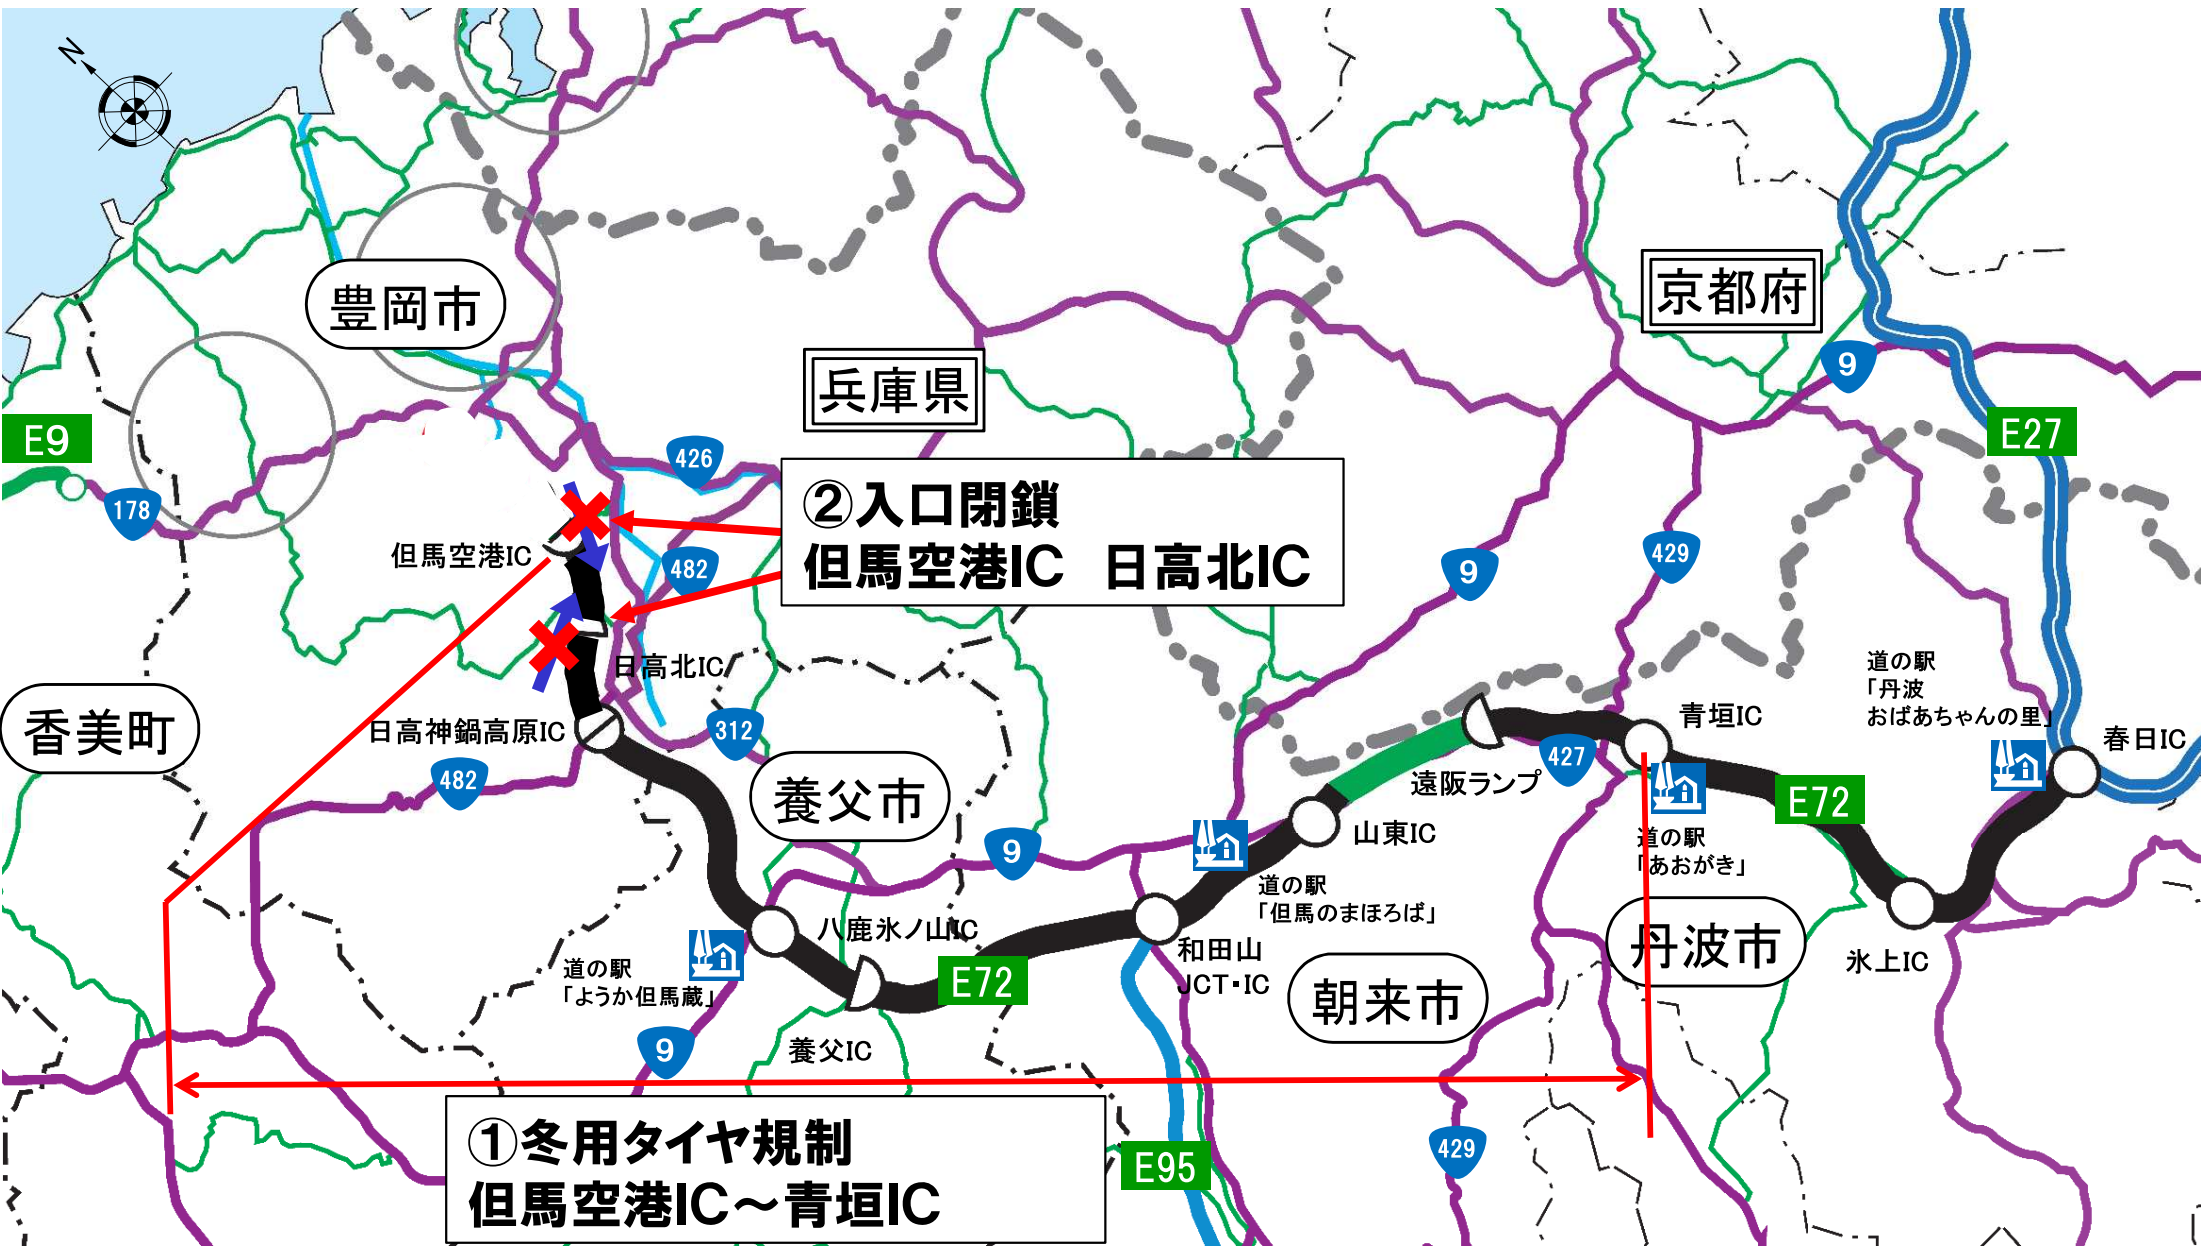 N
豊岡市
京都府
兵庫県
9
E9
E27
178
426
②入口閉鎖
但馬空港IC 日高北IC
但馬空港IC
482
9
429
日高北IC
道の駅
「丹波
おばあちゃんの里」
香美町
日高神鍋高原IC
312
青垣IC
春日IC
427
482
養父市
遠阪ランプ
E72
山東IC
道の駅
「あおがき」
9
道の駅
「但馬のまほろば」
八鹿氷ノ山IC
丹波市
氷上IC
和田山
JCT・IC
道の駅
「ようか但馬蔵」
E72
朝来市
養父IC
9
①冬用タイヤ規制
但馬空港IC~青垣IC
E95
429